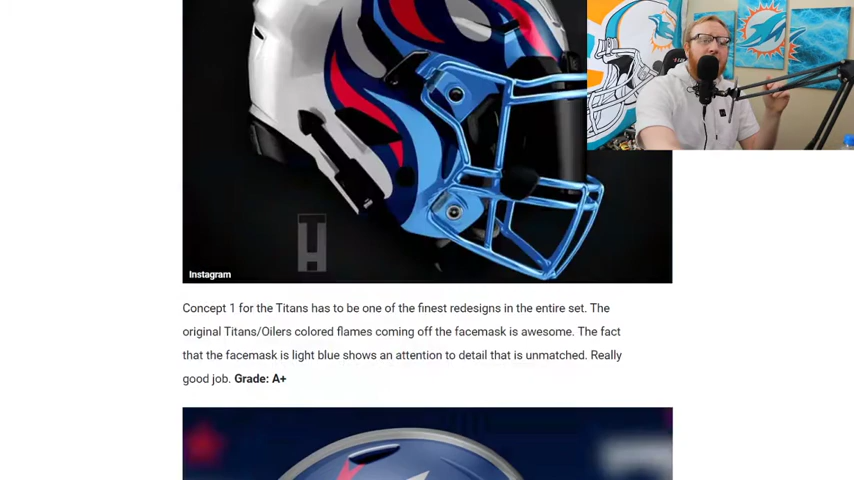 Instagram
Concept 1 for the Titans has to be one of the finest redesigns in the entire set. The
original Titans/Oilers colored flames coming off the facemask is awesome. The fact
that the facemask is light blue shows an attention to detail that is unmatched. Really
good job. Grade: A+